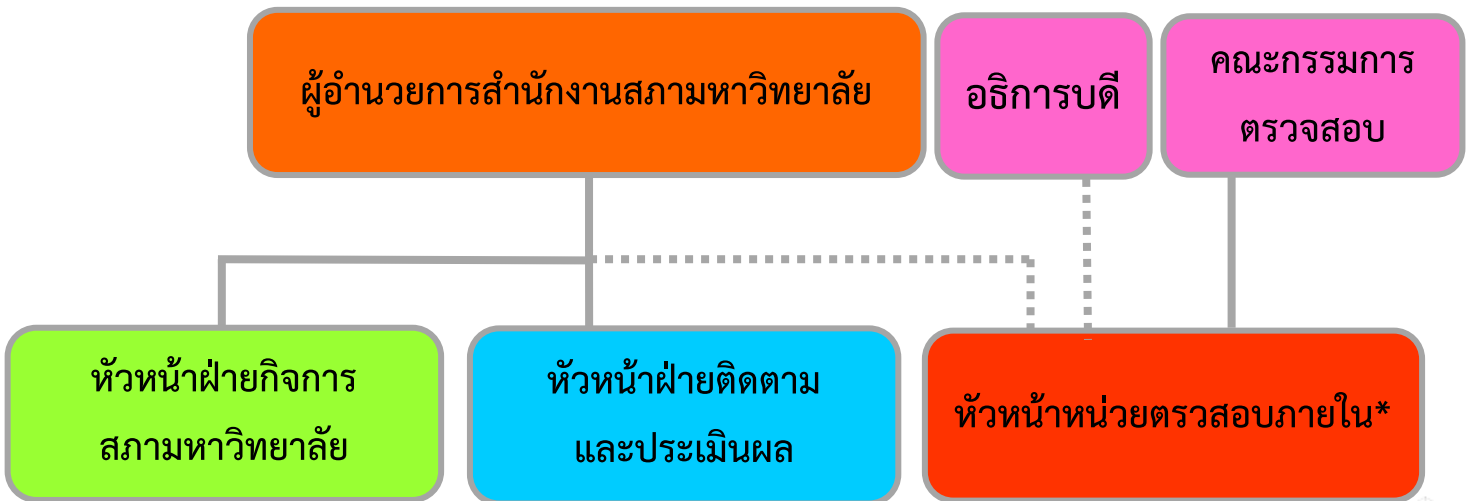 ผู้อำนวยการสำนักงานสภามหาวิทยาลัย
อธิการบดี
คณะกรรมการ
ตรวจสอบ
หัวหน้าฝ่ายกิจการ
สภามหาวิทยาลัย
หัวหน้าฝ่ายติดตาม
และประเมินผล
หัวหน้าหน่วยตรวสอบภายใน*